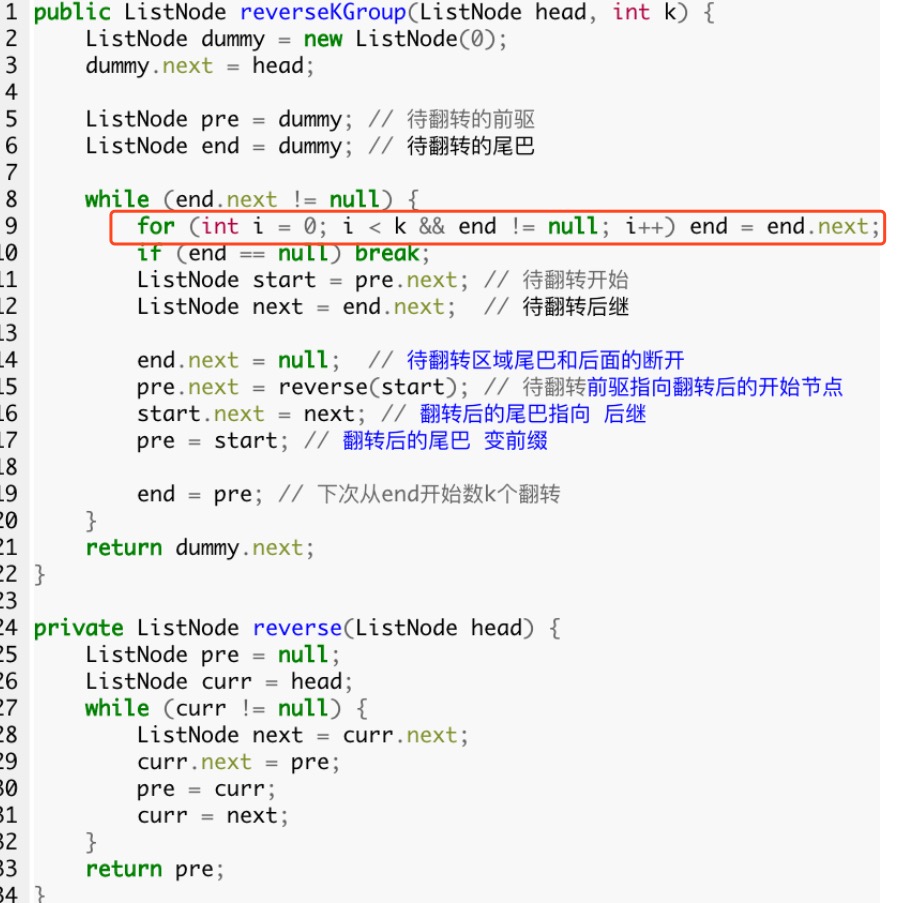 1 public ListNode reverseKGroup(ListNode head, int k) {
2     ListNode dummy = new ListNode(0);
3     dummy.next = head;
4
5     ListNode pre = dummy; // 待翻转的前驱
6     ListNode end = dummy; // 待翻转的尾巴
7
8     while (end.next != null) {
9         for (int i = 0; i < k && end != null; i++) end = end.next;
10         if (end == null) break;
11         ListNode start = pre.next; // 待翻转开始
12         ListNode next = end.next;  // 待翻转后继
13
14         end.next = null;  // 待翻转区域尾巴和后面的断开
15         pre.next = reverse(start); // 待翻转前驱指向翻转后的开始节点
16         start.next = next; // 翻转后的尾巴指向 后继
17         pre = start; // 翻转后的尾巴 变前缀
18
19         end = pre; // 下次从end开始数k个翻转
20     }
21     return dummy.next;
22 }
23
24 private ListNode reverse(ListNode head) {
25     ListNode pre = null;
26     ListNode curr = head;
27     while (curr != null) {
28         ListNode next = curr.next;
29         curr.next = pre;
30         pre = curr;
31         curr = next;
32     }
33     return pre;
34 }